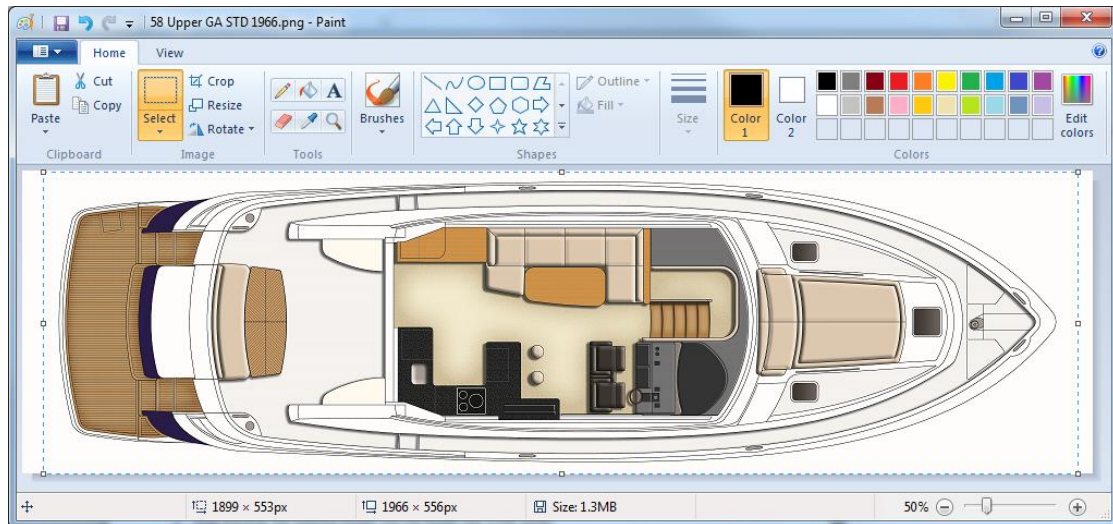 58 Upper GA STD 1966.png - Paint
Home View
Paste
Cut
Copy
Clipboard
Select
Crop
Resize
Rotate
Image
A
Tools
Brushes
Outline
Fill
Shapes
Size
Color 1
Color 2
Edit colors
Colors
1899 × 553px
1966 × 556px
Size: 1.3MB
50%